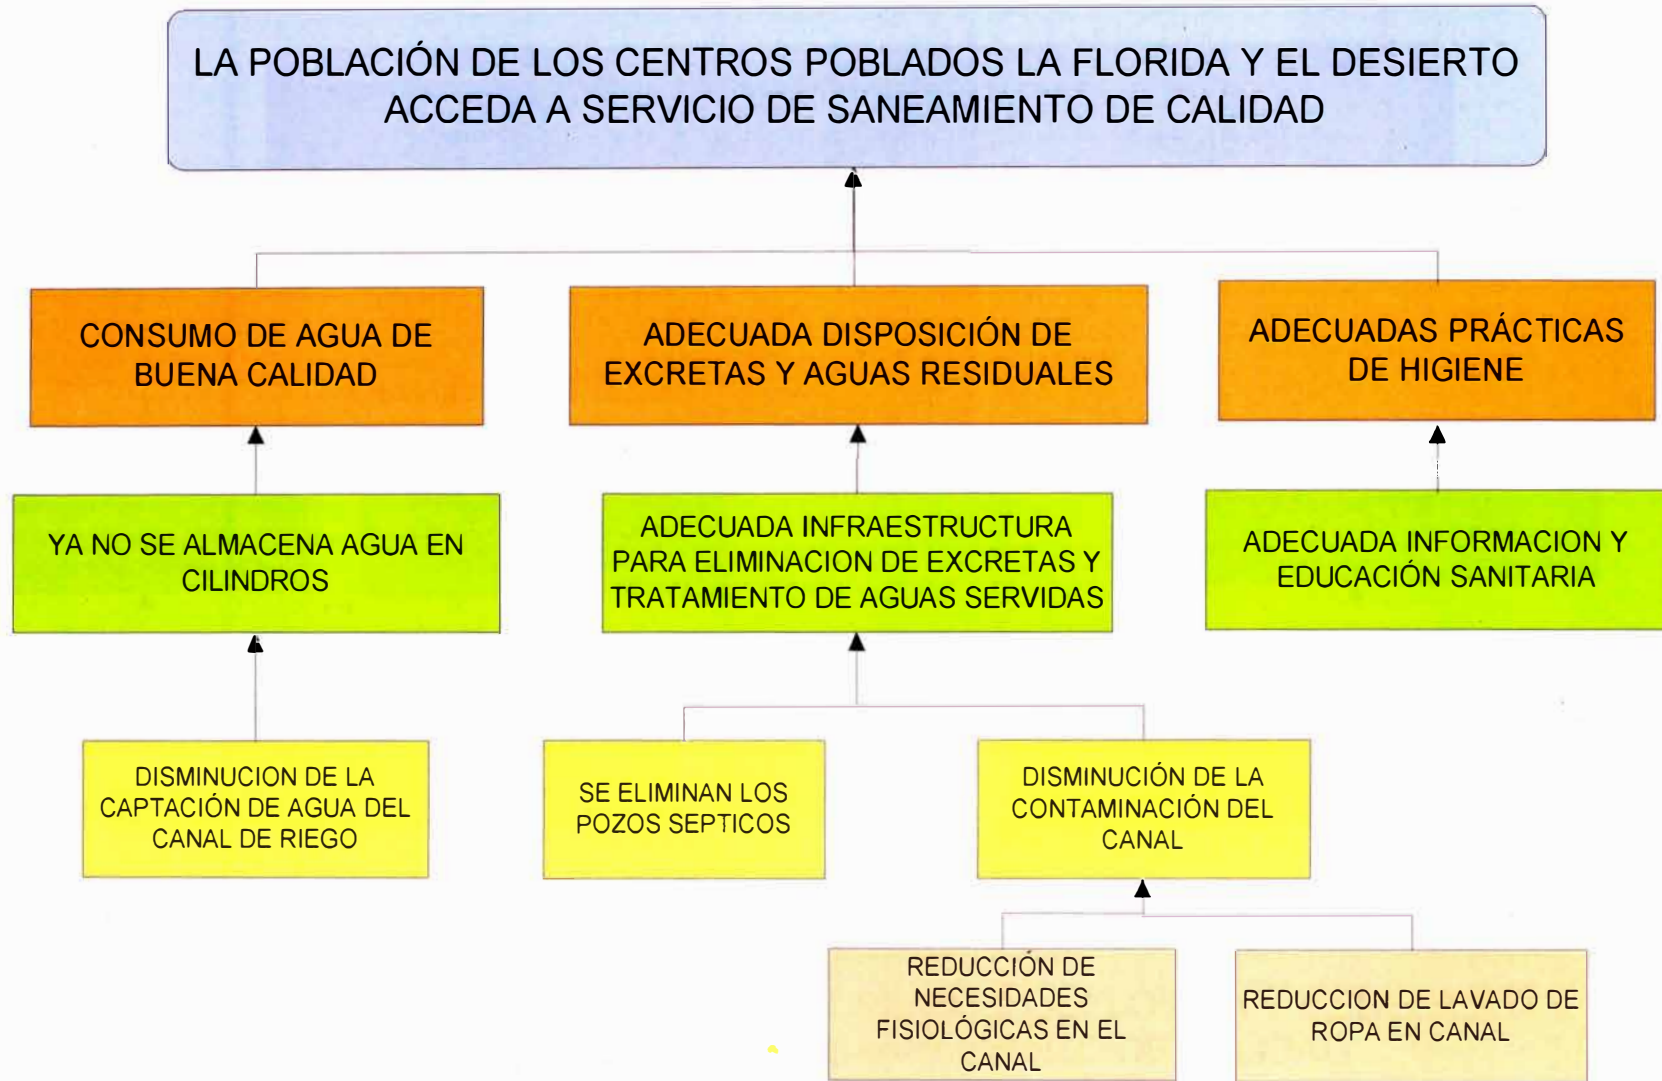 LA POBLACIÓN DE LOS CENTROS POBLADOS LA FLORIDA Y EL DESIERTO
ACCEDA A SERVICIO DE SANEAMIENTO DE CALIDAD
CONSUMO DE AGUA DE
BUENA CALIDAD
ADECUADA DISPOSICIÓN DE
EXCRETAS Y AGUAS RESIDUALES
ADECUADAS PRÁCTICAS
DE HIGIENE
YA NO SE ALMACENA AGUA EN
CILINDROS
ADECUADA INFRAESTRUCTURA
PARA ELIMINACION DE EXCRETAS Y
TRATAMIENTO DE AGUAS SERVIDAS
ADECUADA INFORMACION Y
EDUCACIÓN SANITARIA
DISMINUCION DE LA
CAPTACIÓN DE AGUA DEL
CANAL DE RIEGO
SE ELIMINAN LOS
POZOS SEPTICOS
DISMINUCIÓN DE LA
CONTAMINACIÓN DEL
CANAL
REDUCCIÓN DE
NECESIDADES
FISIOLÓGICAS EN EL
CANAL
REDUCCION DE LAVADO DE
ROPA EN CANAL